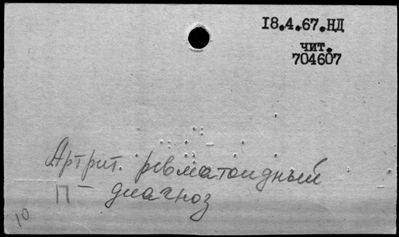 18.4.67.НД
чит.
704607
Артрит. ревматоидный
П — диагноз
10